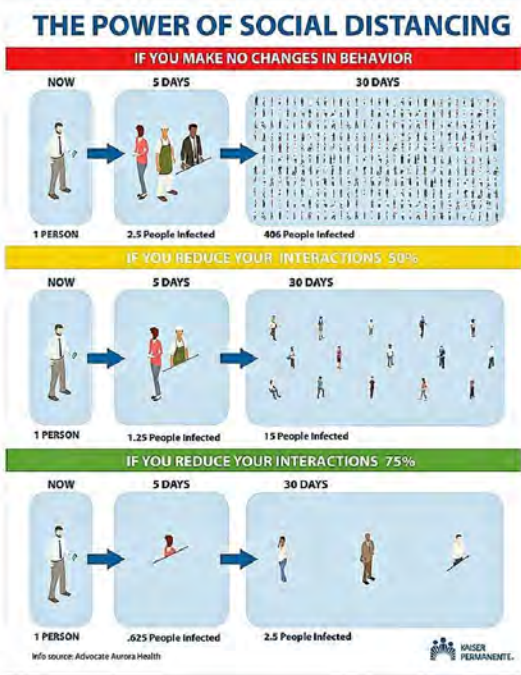 THE POWER OF SOCIAL DISTANCING
IF YOU MAKE NO CHANGES IN BEHAVIOR
NOW 5 DAYS 30 DAYS
1 PERSON 2.5 People Infected 406 People Infected
IF YOU REDUCE YOUR INTERACTIONS 50%
NOW 5 DAYS 30 DAYS
1 PERSON 1.25 People Infected 15 People Infected
IF YOU REDUCE YOUR INTERACTIONS 75%
NOW 5 DAYS 30 DAYS
1 PERSON .625 People Infected 2.5 People Infected
Info source: Advocate Aurora Health
KAISER
PERMANENTE.